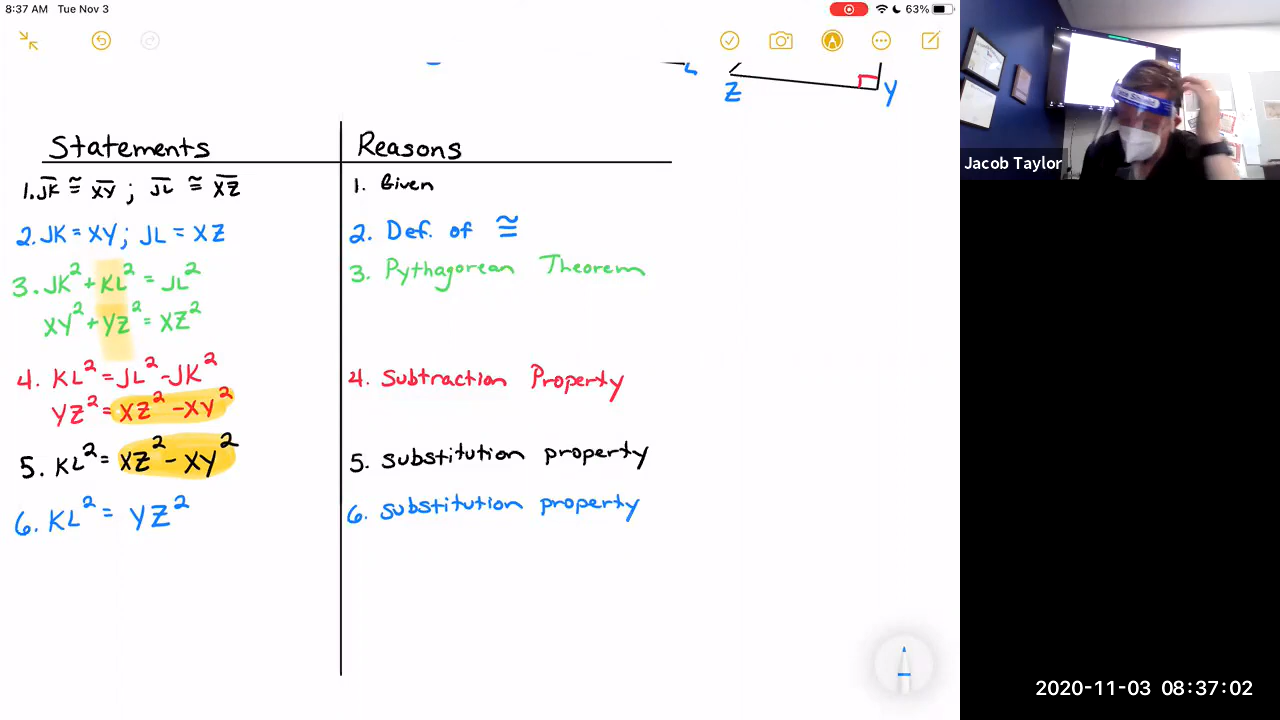 8:37 AM Tue Nov 3
63%
L
Z
Y
Jacob Taylor
Statements
Reasons
1. JK ≅ XY ; JL ≅ XZ
1. Given
2. JK = XY; JL = XZ
2. Def. of ≅
3. JK² + KL² = JL²
3. Pythagorean Theorem
XY² + YZ² = XZ²
4. KL² = JL² - JK²
4. Subtraction Property
YZ² = XZ² - XY²
5. KL² = XZ² - XY²
5. substitution property
6. KL² = YZ²
6. substitution property
2020-11-03 08:37:02